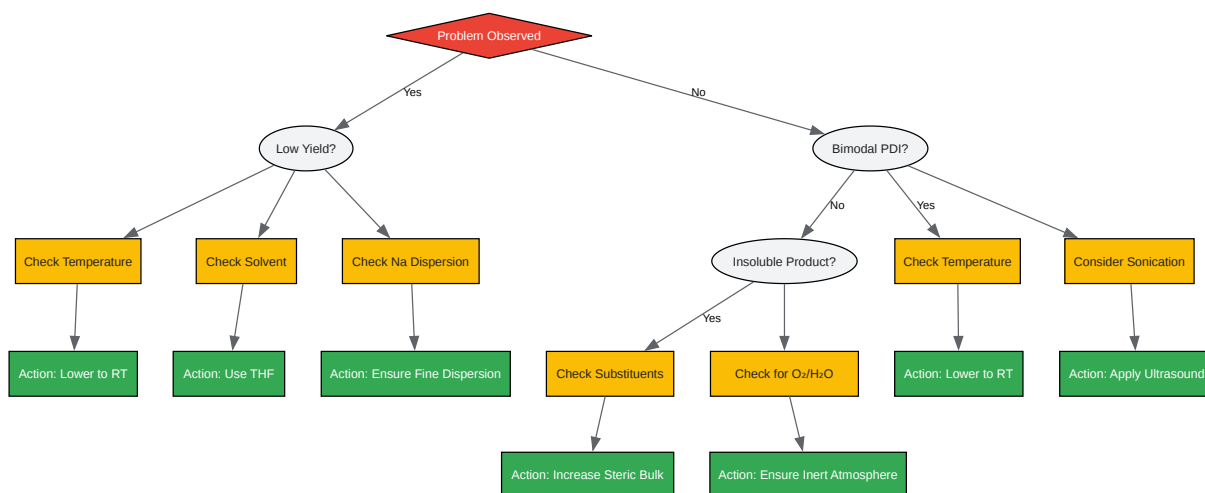 Problem Observed
Yes
No
Low Yield?
Bimodal PDI?
No
Yes
Check Temperature
Check Solvent
Check Na Dispersion
Insoluble Product?
Check Temperature
Consider Sonication
Yes
Action: Lower to RT
Action: Use THF
Action: Ensure Fine Dispersion
Check Substituents
Check for O₂/H₂O
Action: Lower to RT
Action: Apply Ultrasound
Action: Increase Steric Bulk
Action: Ensure Inert Atmosphere